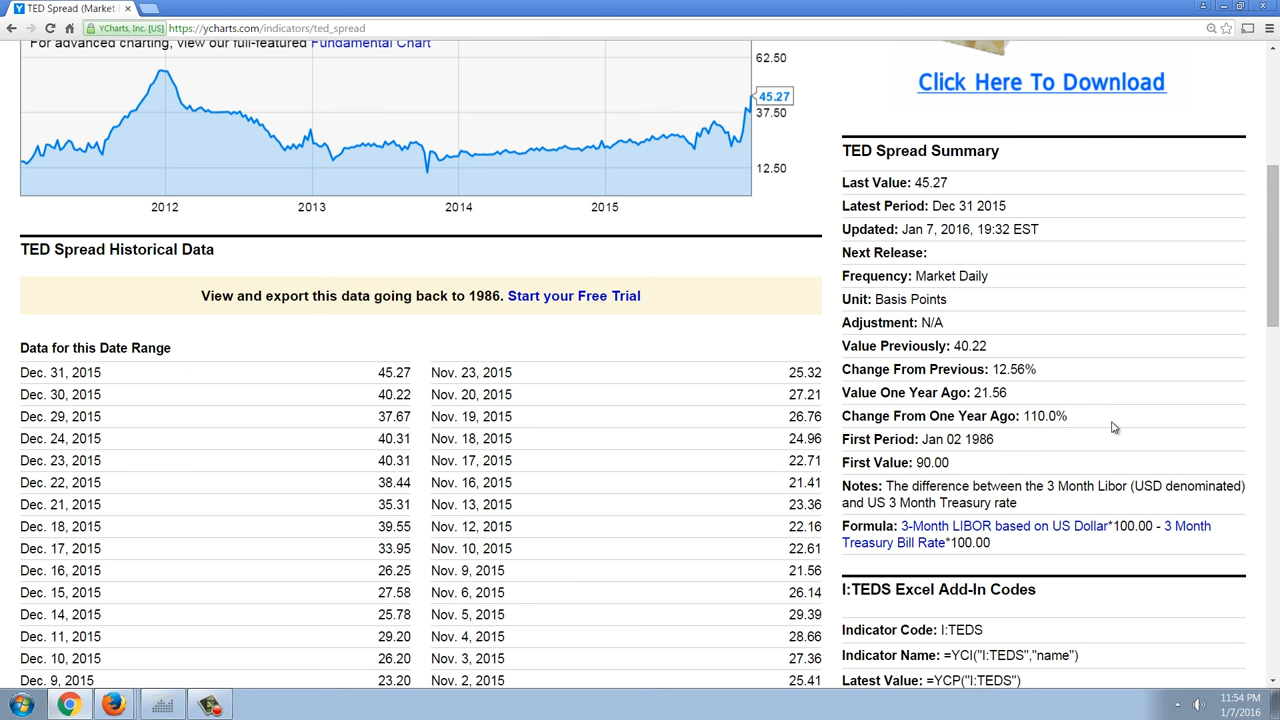 TED Spread (Market
YCharts, Inc. [US] https://ycharts.com/indicators/ted_spread
For advanced charting, view our full-featured Fundamental Chart
62.50
45.27
37.50
12.50
2012 2013 2014 2015
TED Spread Historical Data
View and export this data going back to 1986. Start your Free Trial
Data for this Date Range
Dec. 31, 2015 45.27 Nov. 23, 2015 25.32
Dec. 30, 2015 40.22 Nov. 20, 2015 27.21
Dec. 29, 2015 37.67 Nov. 19, 2015 26.76
Dec. 24, 2015 40.31 Nov. 18, 2015 24.96
Dec. 23, 2015 40.31 Nov. 17, 2015 22.71
Dec. 22, 2015 38.44 Nov. 16, 2015 21.41
Dec. 21, 2015 35.31 Nov. 13, 2015 23.36
Dec. 18, 2015 39.55 Nov. 12, 2015 22.16
Dec. 17, 2015 33.95 Nov. 10, 2015 22.61
Dec. 16, 2015 26.25 Nov. 9, 2015 21.56
Dec. 15, 2015 27.58 Nov. 6, 2015 26.14
Dec. 14, 2015 25.78 Nov. 5, 2015 29.39
Dec. 11, 2015 29.20 Nov. 4, 2015 28.66
Dec. 10, 2015 26.20 Nov. 3, 2015 27.36
Dec. 9, 2015 23.20 Nov. 2, 2015 25.41
Click Here To Download
TED Spread Summary
Last Value: 45.27
Latest Period: Dec 31 2015
Updated: Jan 7, 2016, 19:32 EST
Next Release:
Frequency: Market Daily
Unit: Basis Points
Adjustment: N/A
Value Previously: 40.22
Change From Previous: 12.56%
Value One Year Ago: 21.56
Change From One Year Ago: 110.0%
First Period: Jan 02 1986
First Value: 90.00
Notes: The difference between the 3 Month Libor (USD denominated)
and US 3 Month Treasury rate
Formula: 3-Month LIBOR based on US Dollar*100.00 - 3 Month
Treasury Bill Rate*100.00
I:TEDS Excel Add-In Codes
Indicator Code: I:TEDS
Indicator Name: =YCI("I:TEDS","name")
Latest Value: =YCP("I:TEDS")
11:54 PM
1/7/2016